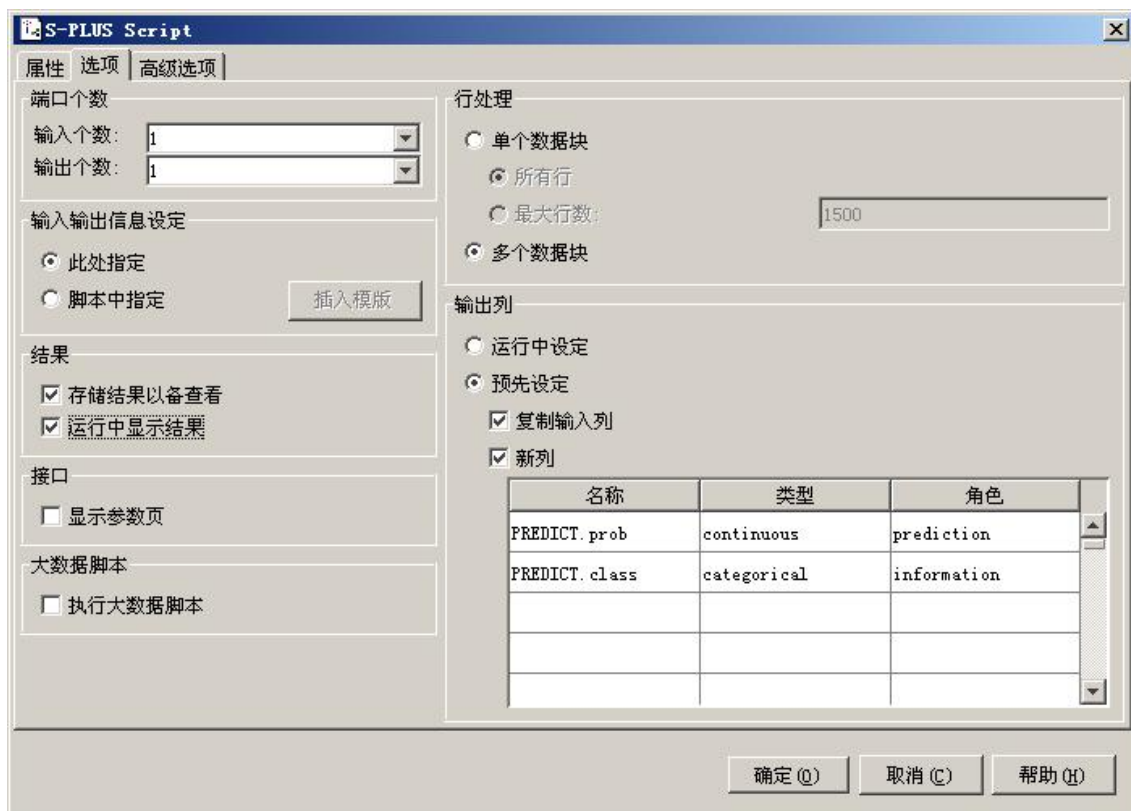 S-PLUS Script
属性 选项 高级选项
端口个数
输入个数: 1
输出个数: 1
输入输出信息设定
此处指定
脚本中指定 插入模版
结果
存储结果以备查看
运行中显示结果
接口
显示参数页
大数据脚本
执行大数据脚本
行处理
单个数据块
所有行
最大行数: 1500
多个数据块
输出列
运行中设定
预先设定
复制输入列
新列
名称 类型 角色
PREDICT.prob continuous prediction
PREDICT.class categorical information
确定(O) 取消(C) 帮助(H)